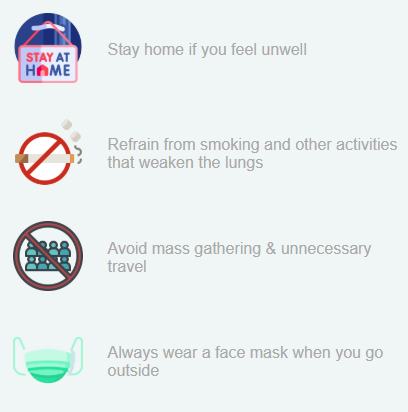 STAY AT
HOME
Stay home if you feel unwell
Refrain from smoking and other activities
that weaken the lungs
Avoid mass gathering & unnecessary
travel
Always wear a face mask when you go
outside